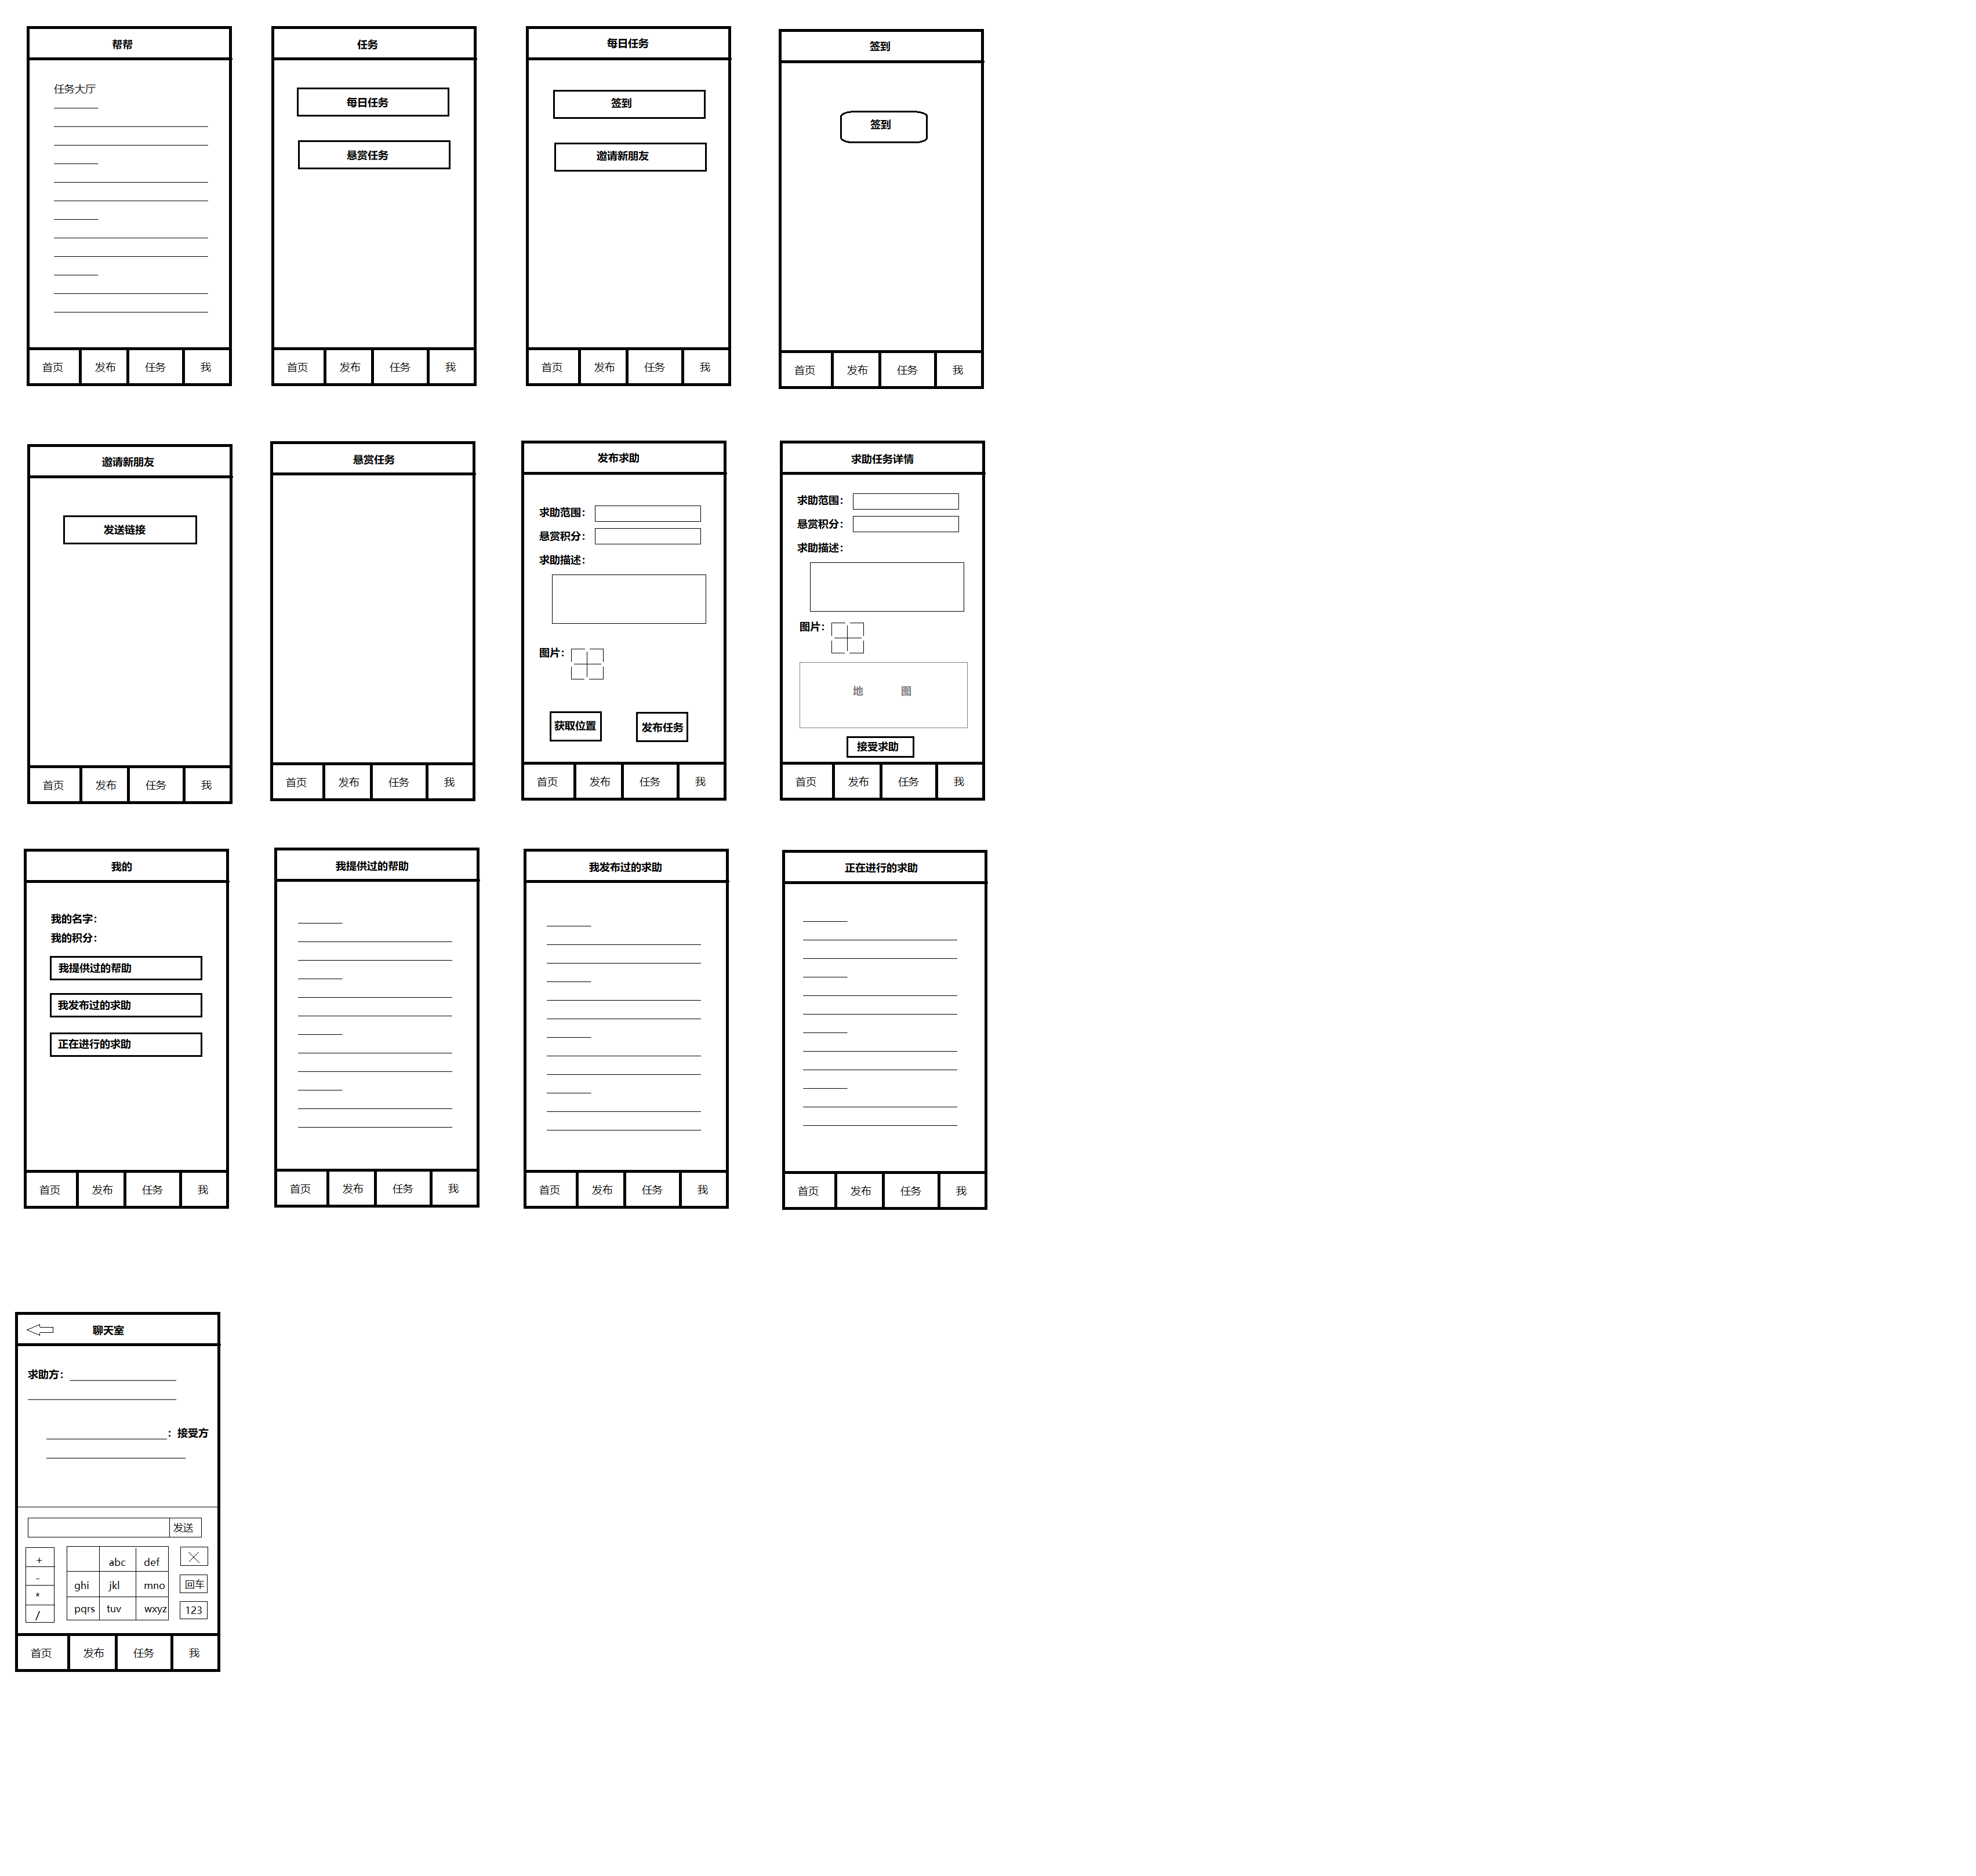 帮帮
任务大厅
首页 发布 任务 我
任务
每日任务
悬赏任务
首页 发布 任务 我
每日任务
签到
邀请新朋友
首页 发布 任务 我
签到
签到
首页 发布 任务 我
邀请新朋友
发送链接
首页 发布 任务 我
悬赏任务
首页 发布 任务 我
发布求助
求助范围：
悬赏积分：
求助描述：
图片：
获取位置 发布任务
首页 发布 任务 我
求助任务详情
求助范围：
悬赏积分：
求助描述：
图片：
地 图
接受求助
首页 发布 任务 我
我的
我的名字：
我的积分：
我提供过的帮助
我发布过的求助
正在进行的求助
首页 发布 任务 我
我提供过的帮助
首页 发布 任务 我
我发布过的求助
首页 发布 任务 我
正在进行的求助
首页 发布 任务 我
聊天室
求助方：
：接受方
发送
+ abc def
- ghi jkl mno 回车
* pqrs tuv wxyz 123
/
首页 发布 任务 我